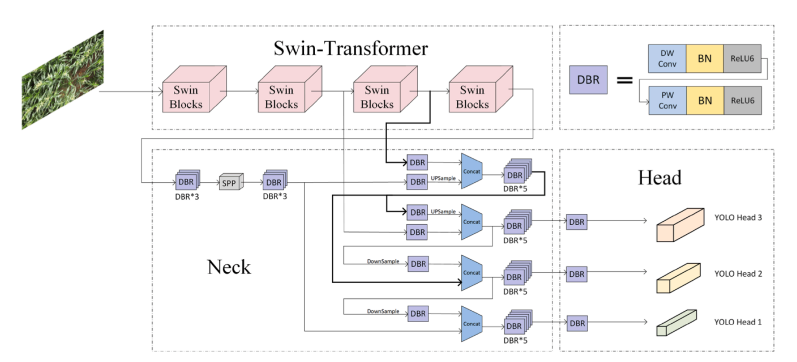 Swin-Transformer
Swin
Blocks
Swin
Blocks
Swin
Blocks
Swin
Blocks
DBR
=
DW
Conv
BN
ReLU6
PW
Conv
BN
ReLU6
DBR
DBR*3
SPP
DBR
DBR*3
DBR
DBR
UPSample
Concat
DBR
DBR*5
DBR
UPSample
DBR
Concat
DBR
DBR*5
DownSample
DBR
Concat
DBR
DBR*5
DownSample
DBR
Concat
DBR
DBR*5
Neck
Head
DBR
YOLO Head 3
DBR
YOLO Head 2
DBR
YOLO Head 1